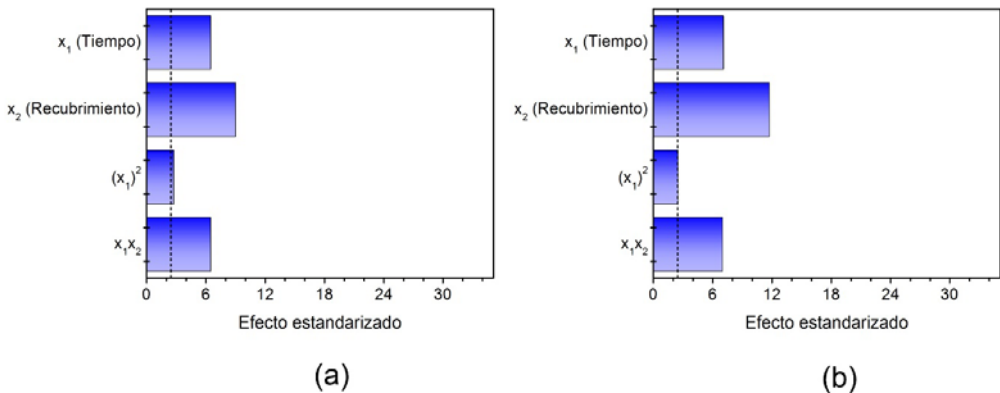 x₁ (Tiempo)
x₂ (Recubrimiento)
(x₁)²
x₁x₂
0 6 12 18 24 30
Efecto estandarizado
(a)
x₁ (Tiempo)
x₂ (Recubrimiento)
(x₁)²
x₁x₂
0 6 12 18 24 30
Efecto estandarizado
(b)